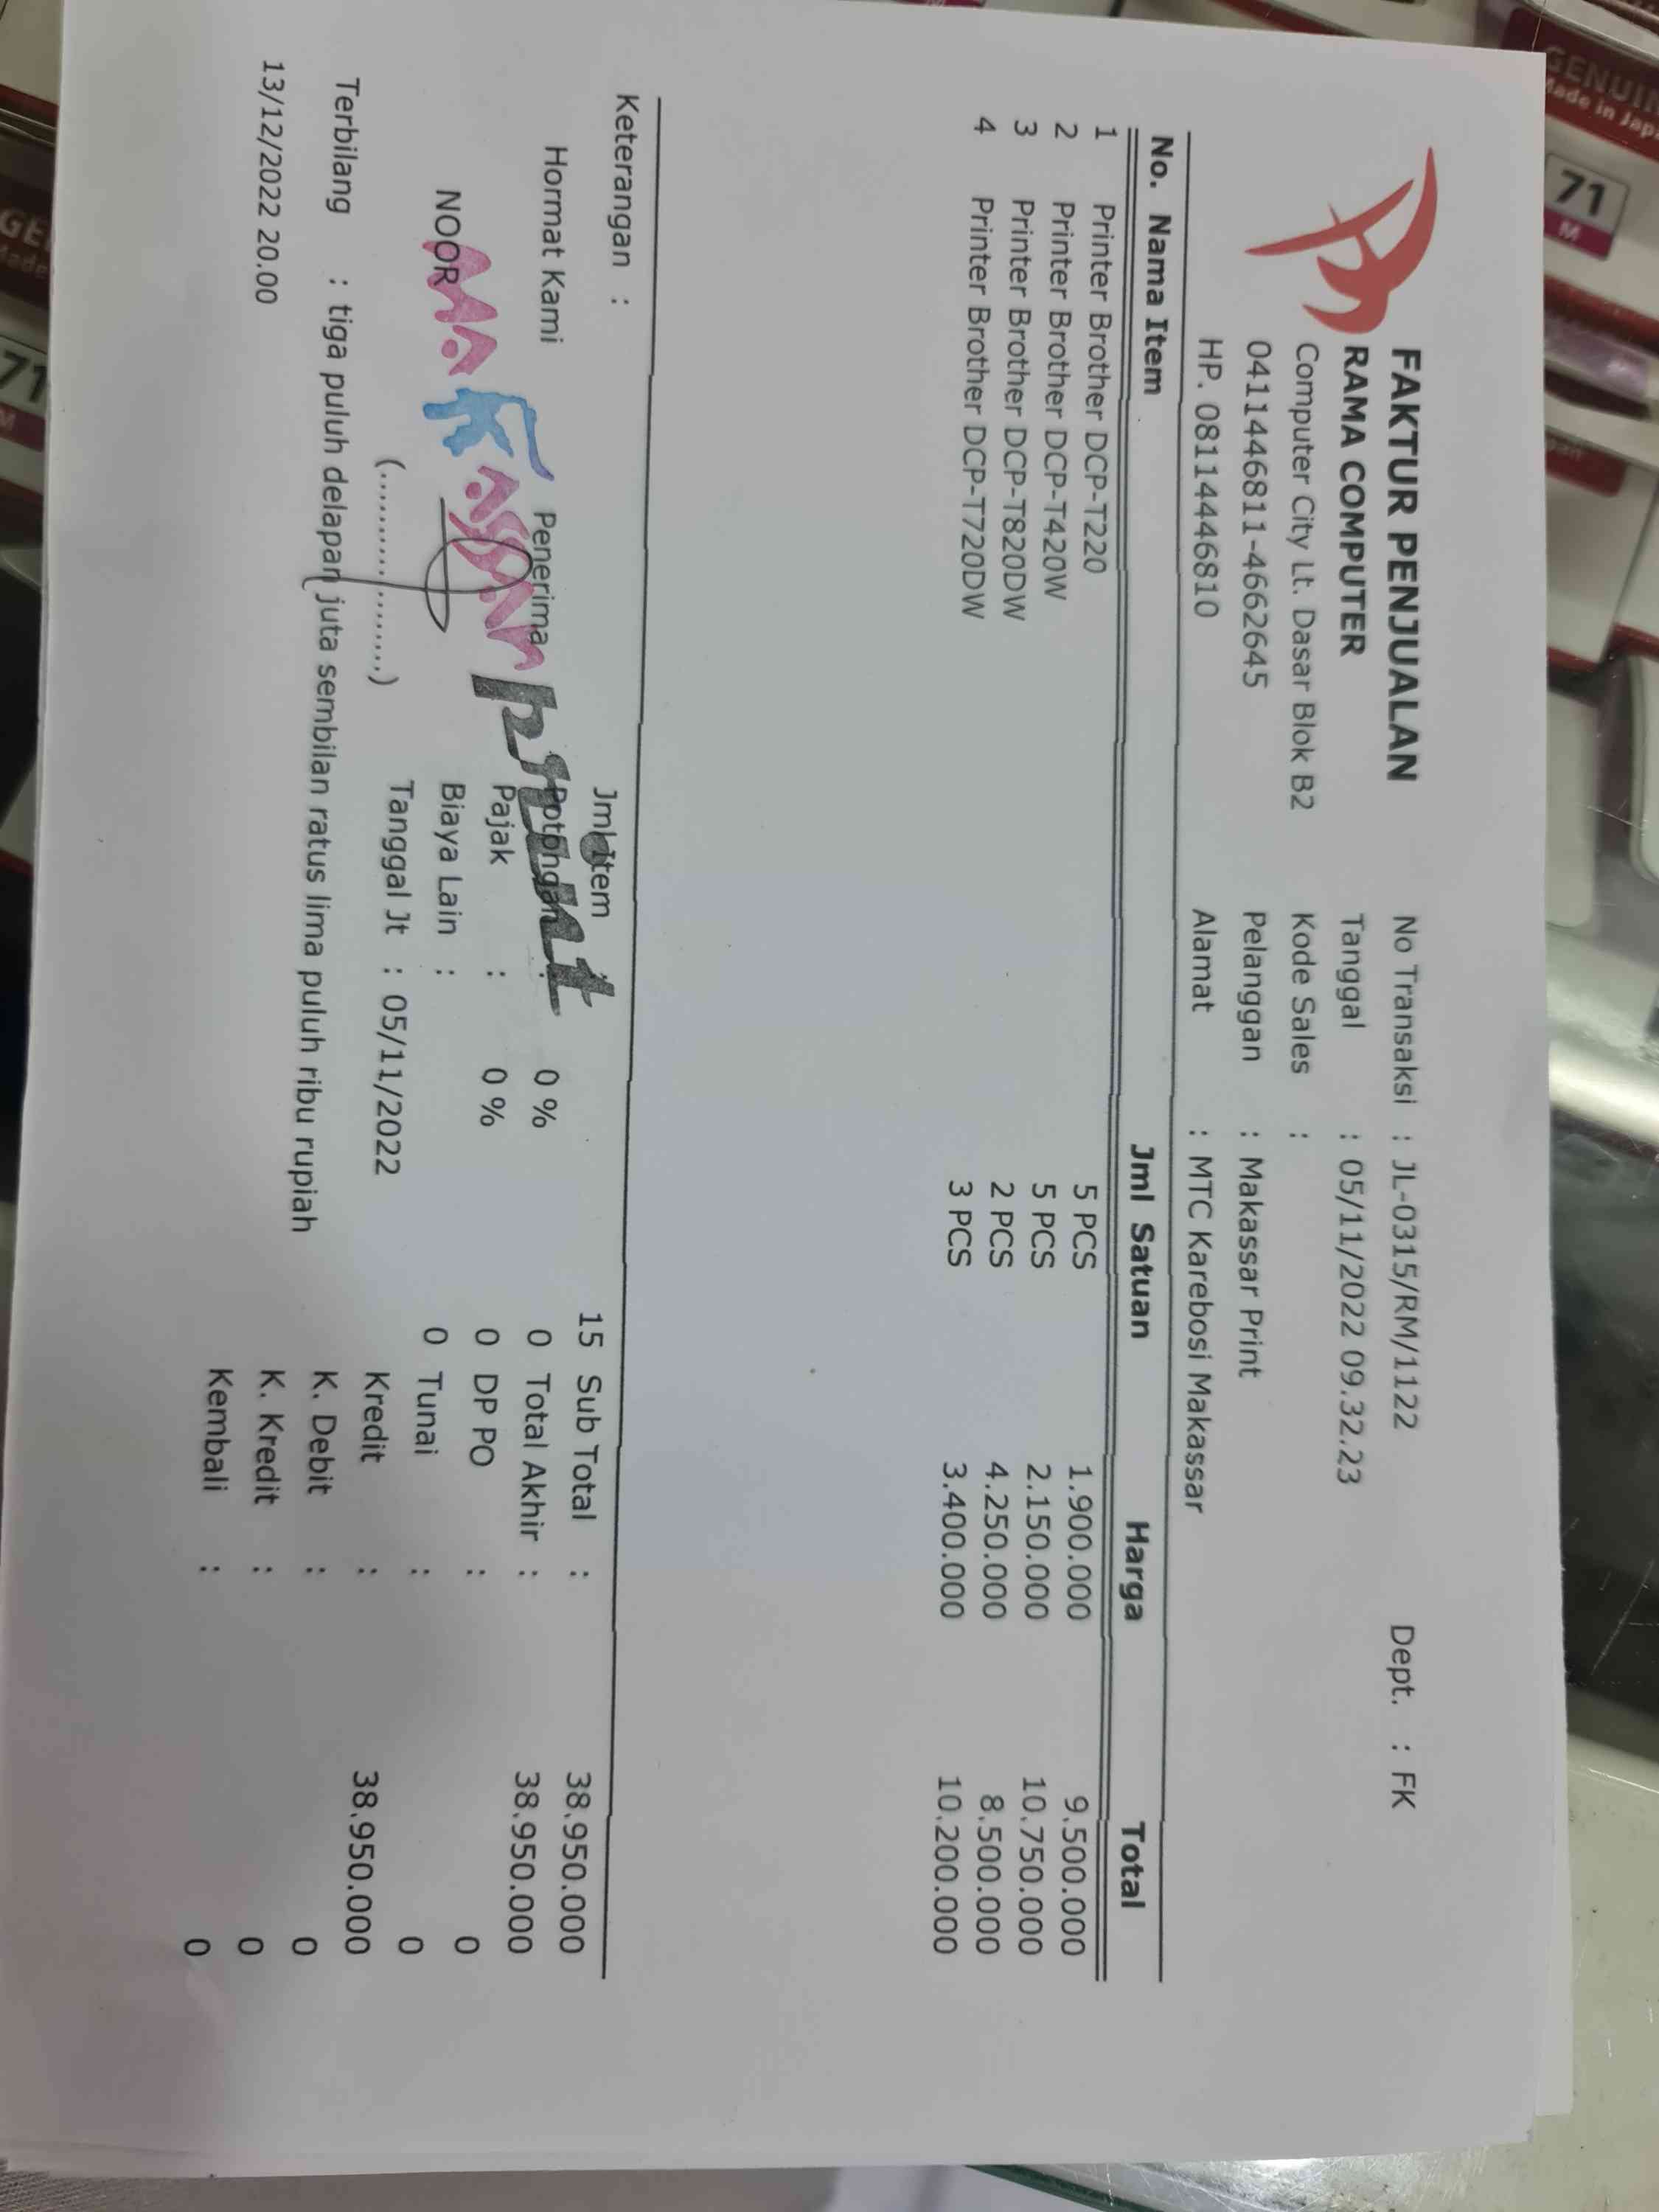 FAKTUR PENJUALAN
RAMA COMPUTER
Computer City Lt. Dasar Blok B2
04114466811-4662645
HP. 08114446810
No Transaksi : JL-0315/RM/1122
Dept. : FK
Tanggal : 05/11/2022 09.32.23
Kode Sales :
Pelanggan : Makassar Print
Alamat : MTC Karebosi Makassar
No. Nama Item Jml Satuan Harga Total
1 Printer Brother DCP-T220 5 PCS 1.900.000 9.500.000
2 Printer Brother DCP-T420W 5 PCS 2.150.000 10.750.000
3 Printer Brother DCP-T820DW 2 PCS 4.250.000 8.500.000
4 Printer Brother DCP-T720DW 3 PCS 3.400.000 10.200.000
Keterangan :
Hormat Kami
Penerima
NOOR
MAKASSAR print
(......................)
Jml Item 15
Potongan : 0 % 0
Pajak : 0 % 0
Biaya Lain : 0
Tanggal Jt : 05/11/2022
Sub Total : 38.950.000
Total Akhir : 38.950.000
DP PO : 0
Tunai : 0
Kredit : 38.950.000
K. Debit : 0
K. Kredit : 0
Kembali : 0
Terbilang : tiga puluh delapan juta sembilan ratus lima puluh ribu rupiah
13/12/2022 20.00
GENUIN
Made in Jap
71
M
71
M